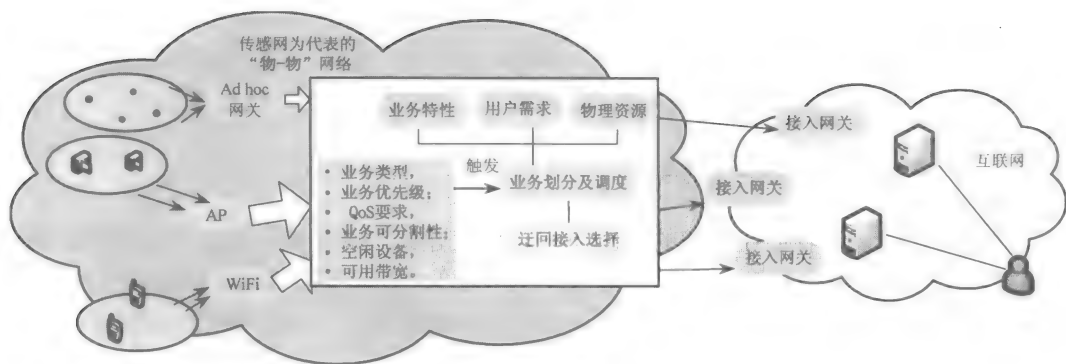 传感网为代表的
“物-物”网络
Ad hoc
网关
AP
WiFi
业务特性
用户需求
物理资源
• 业务类型，
• 业务优先级；
• QoS要求，
• 业务可分割性；
• 空闲设备，
• 可用带宽。
触发
业务划分及调度
迂回接入选择
接入网关
接入网关
接入网关
互联网